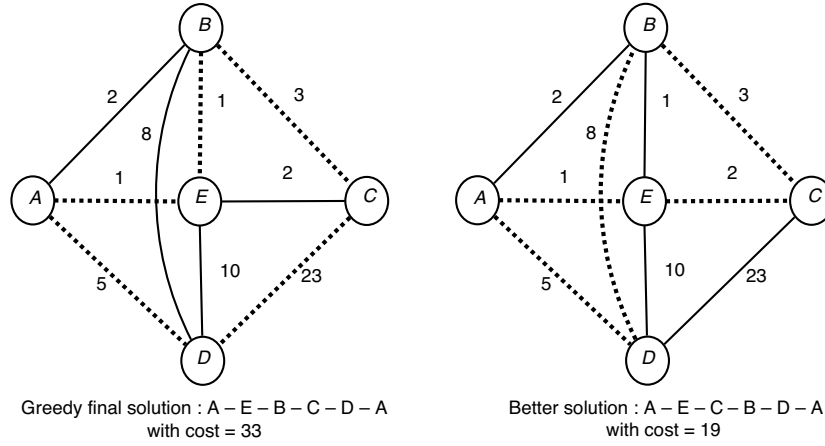 B
2
8
1
3
A
1
E
2
C
5
10
23
D
Greedy final solution : A – E – B – C – D – A
with cost = 33
B
2
8
1
3
A
1
E
2
C
5
10
23
D
Better solution : A – E – C – B – D – A
with cost = 19